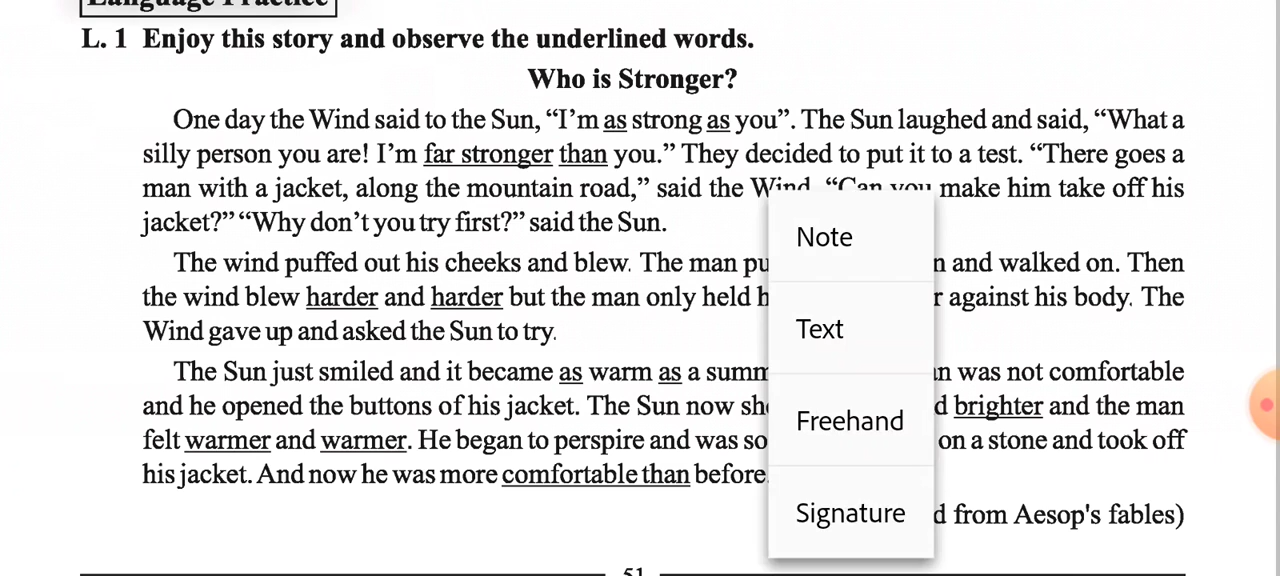 Language Practice
L. 1 Enjoy this story and observe the underlined words.
Who is Stronger?
One day the Wind said to the Sun, “I’m as strong as you”. The Sun laughed and said, “What a
silly person you are! I’m far stronger than you.” They decided to put it to a test. “There goes a
man with a jacket, along the mountain road,” said the Wind. “Can you make him take off his
jacket?” “Why don’t you try first?” said the Sun.
The wind puffed out his cheeks and blew. The man pu n and walked on. Then
the wind blew harder and harder but the man only held h r against his body. The
Wind gave up and asked the Sun to try.
The Sun just smiled and it became as warm as a summ an was not comfortable
and he opened the buttons of his jacket. The Sun now sh d brighter and the man
felt warmer and warmer. He began to perspire and was so on a stone and took off
his jacket. And now he was more comfortable than before
d from Aesop's fables)
51
Note
Text
Freehand
Signature